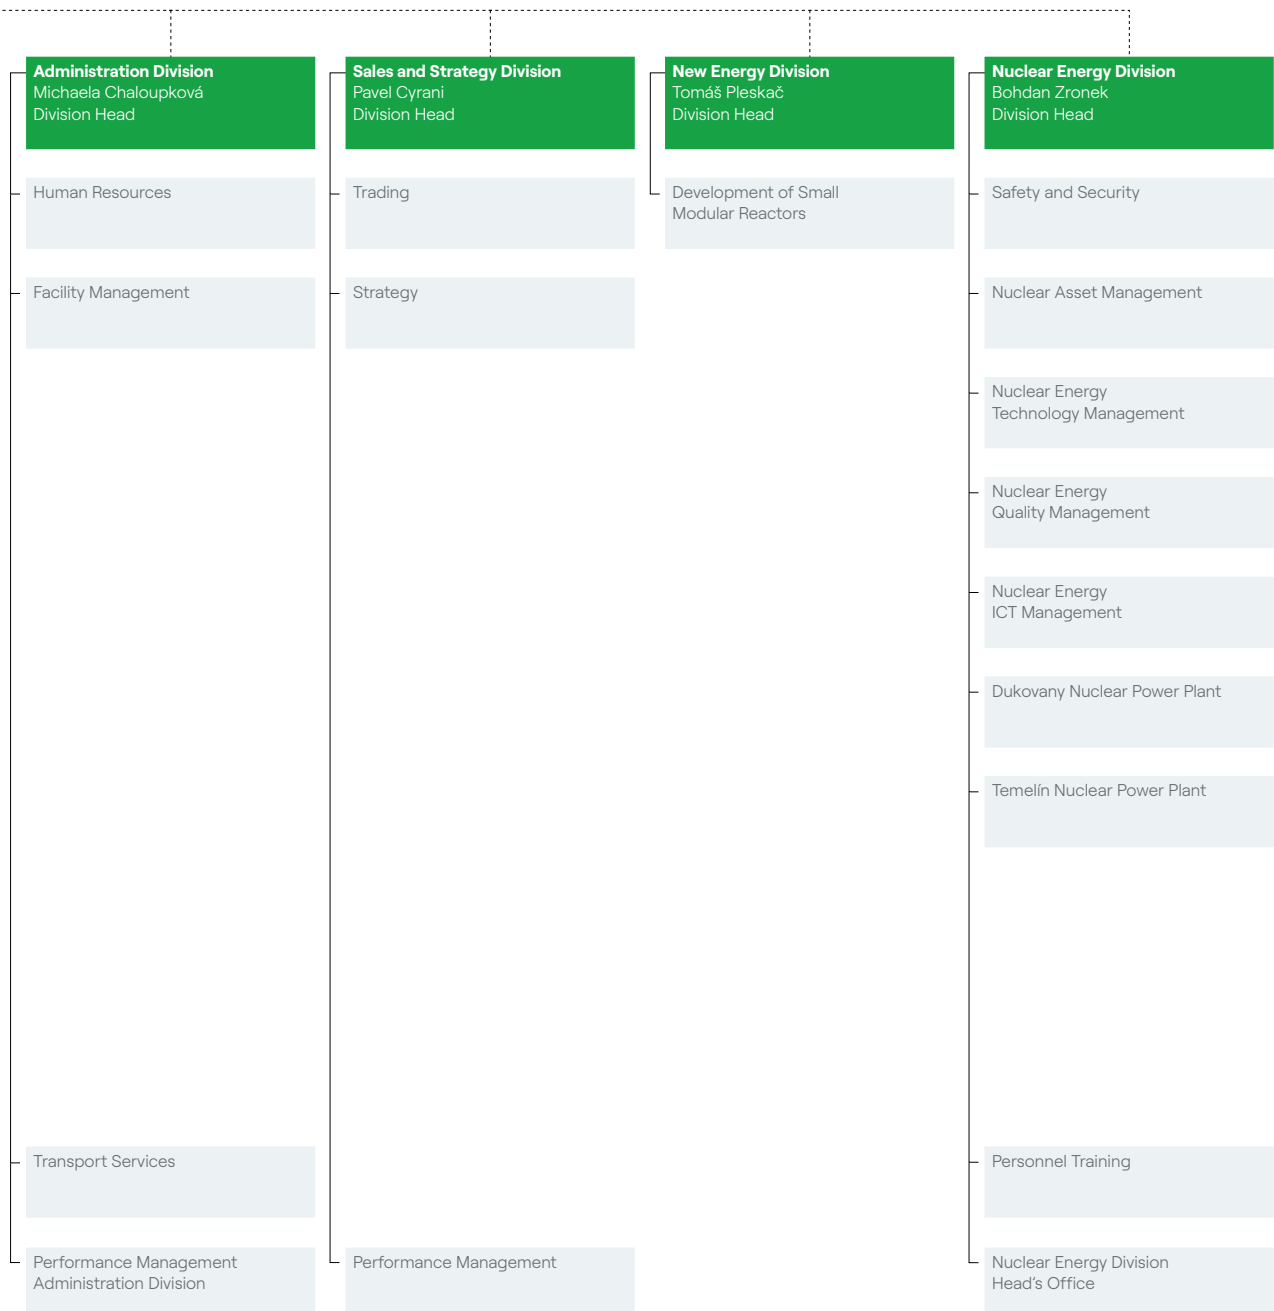 Administration Division
Michaela Chaloupková
Division Head
Human Resources
Facility Management
Transport Services
Performance Management
Administration Division
Sales and Strategy Division
Pavel Cyrani
Division Head
Trading
Strategy
Performance Management
New Energy Division
Tomáš Pleskač
Division Head
Development of Small
Modular Reactors
Nuclear Energy Division
Bohdan Zronek
Division Head
Safety and Security
Nuclear Asset Management
Nuclear Energy
Technology Management
Nuclear Energy
Quality Management
Nuclear Energy
ICT Management
Dukovany Nuclear Power Plant
Temelín Nuclear Power Plant
Personnel Training
Nuclear Energy Division
Head’s Office